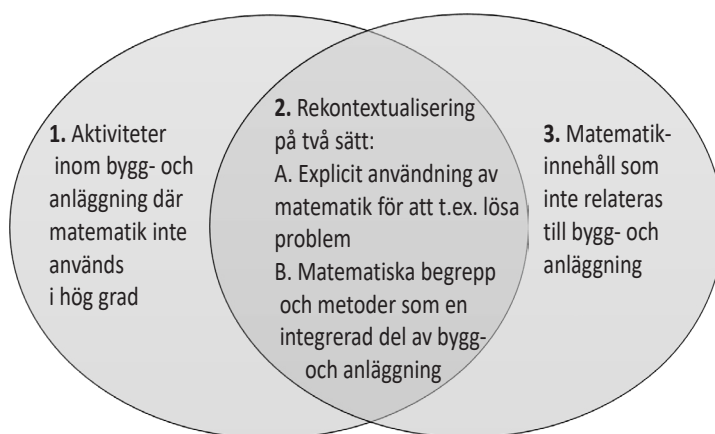 1. Aktiviteter
inom bygg- och
anläggning där
matematik inte
används
i hög grad
2. Rekontextualisering
på två sätt:
A. Explicit användning av
matematik för att t.ex. lösa
problem
B. Matematiska begrepp
och metoder som en
integrerad del av bygg-
och anläggning
3. Matematik-
innehåll som
inte relateras
till bygg- och
anläggning